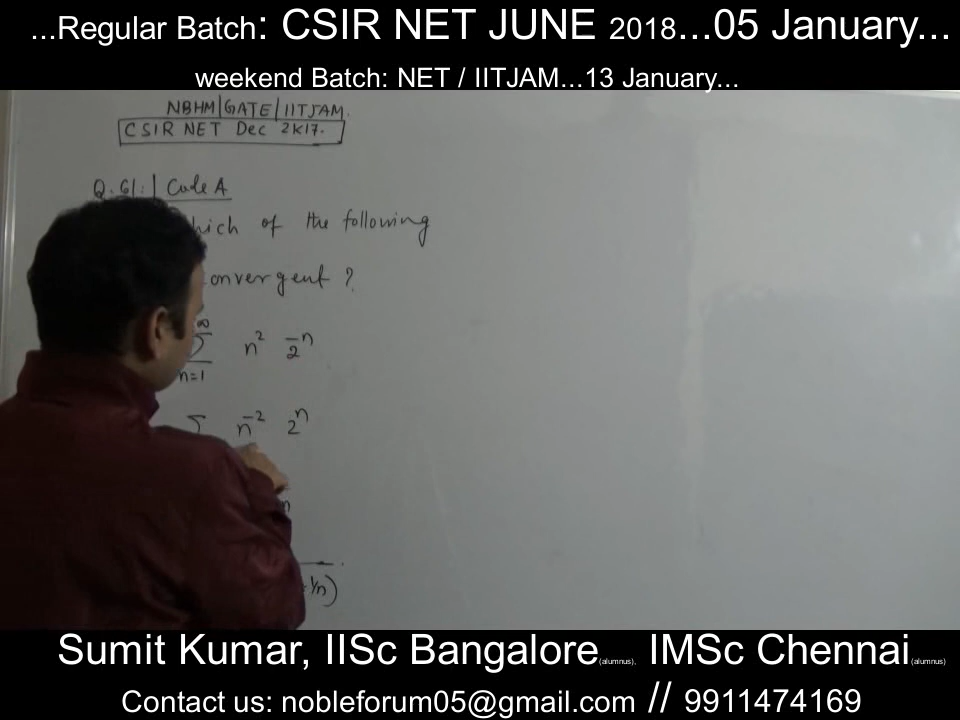 ...Regular Batch: CSIR NET JUNE 2018...05 January...
weekend Batch: NET / IITJAM...13 January...
NBHM/GATE/IITJAM.
CSIR NET Dec 2K17.
Q.61.| Code A
hich of the following
onvergent ?
∞
∑ n² 2⁻ⁿ
n=1
∑ n⁻² 2ⁿ
n
1/n)
Sumit Kumar, IISc Bangalore(alumnus), IMSc Chennai(alumnus)
Contact us: nobleforum05@gmail.com // 9911474169